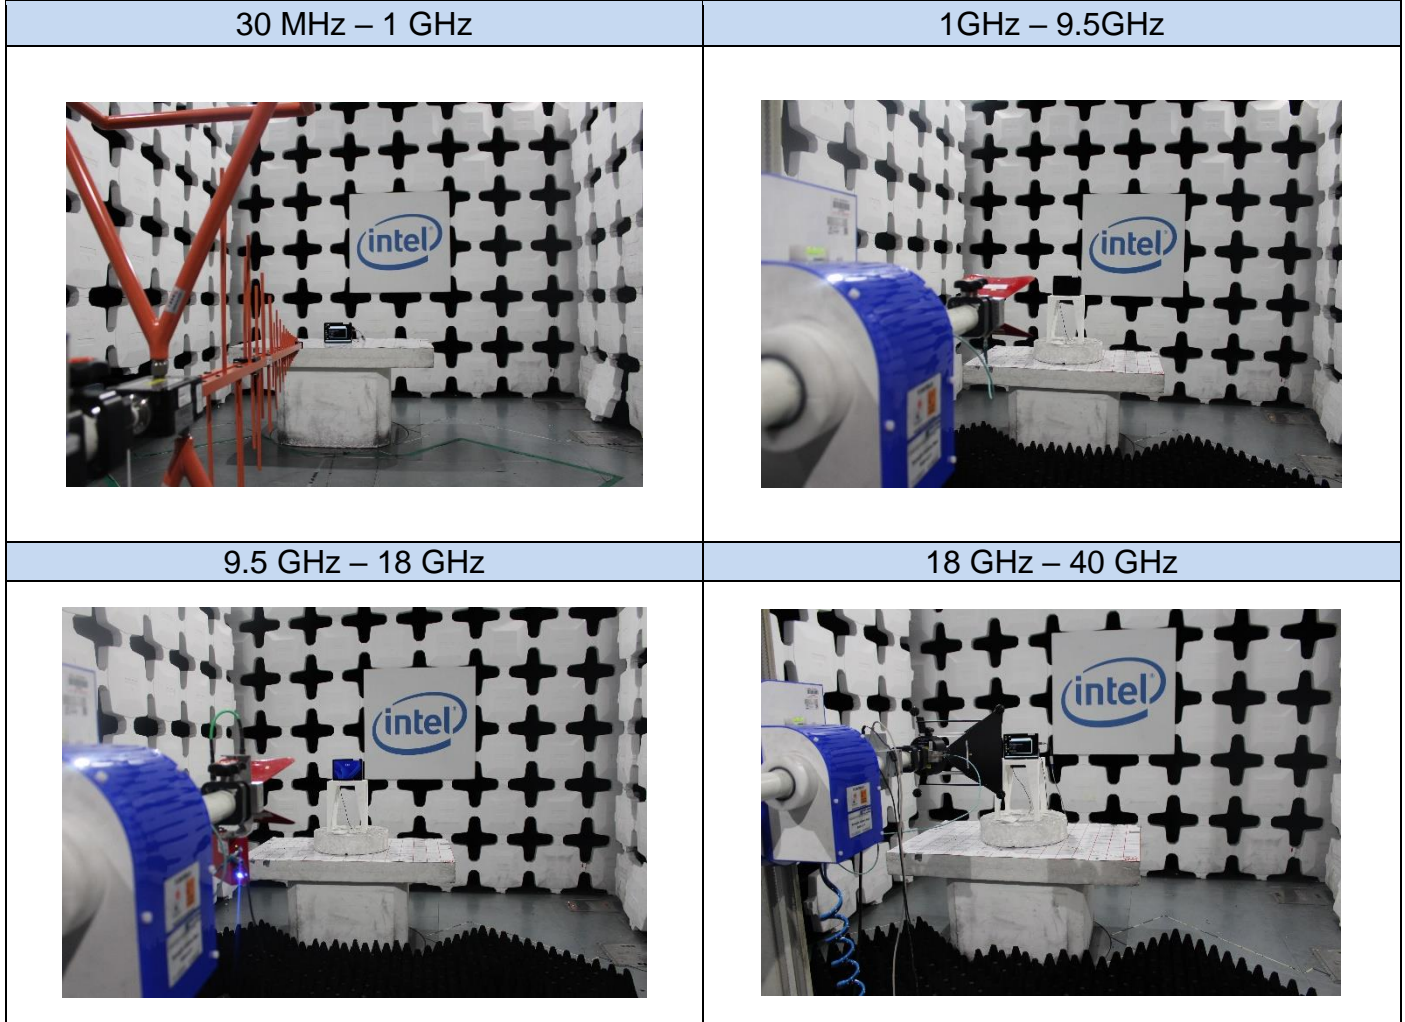 30 MHz – 1 GHz
1GHz – 9.5GHz
intel
intel
9.5 GHz – 18 GHz
18 GHz – 40 GHz
intel
intel